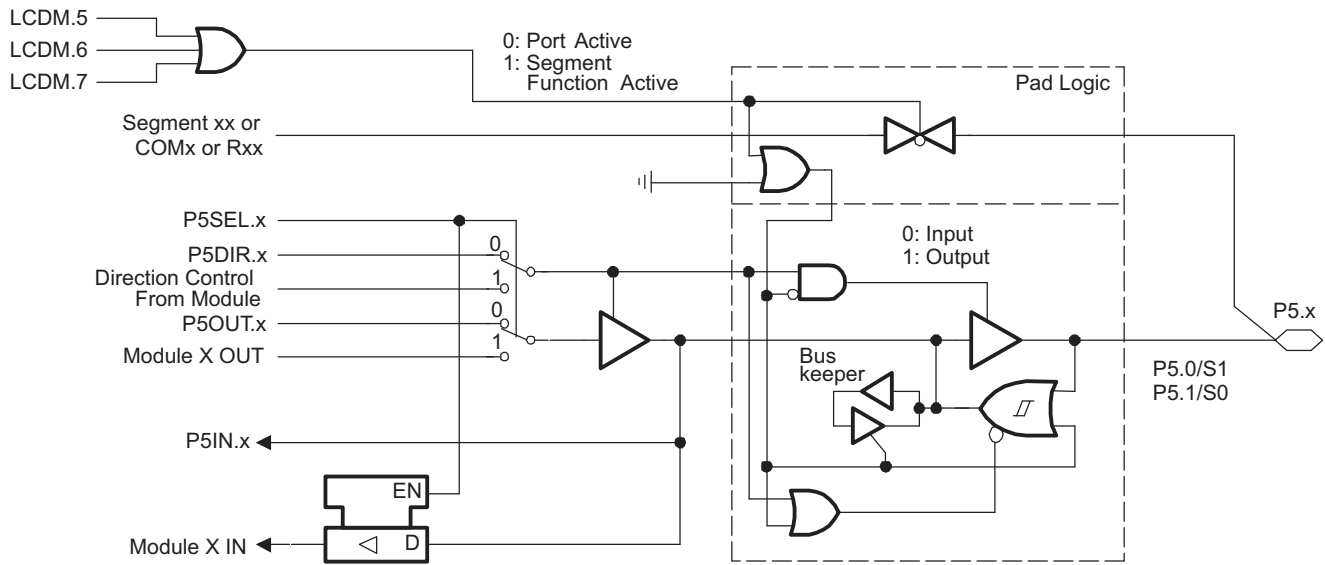 LCDM.5
LCDM.6
LCDM.7
0: Port Active
1: Segment
Function Active
Pad Logic
Segment xx or
COMx or Rxx
P5SEL.x
P5DIR.x
0
Direction Control
From Module
1
P5OUT.x
0
Module X OUT
1
0: Input
1: Output
Bus
keeper
P5.x
P5.0/S1
P5.1/S0
P5IN.x
EN
D
Module X IN